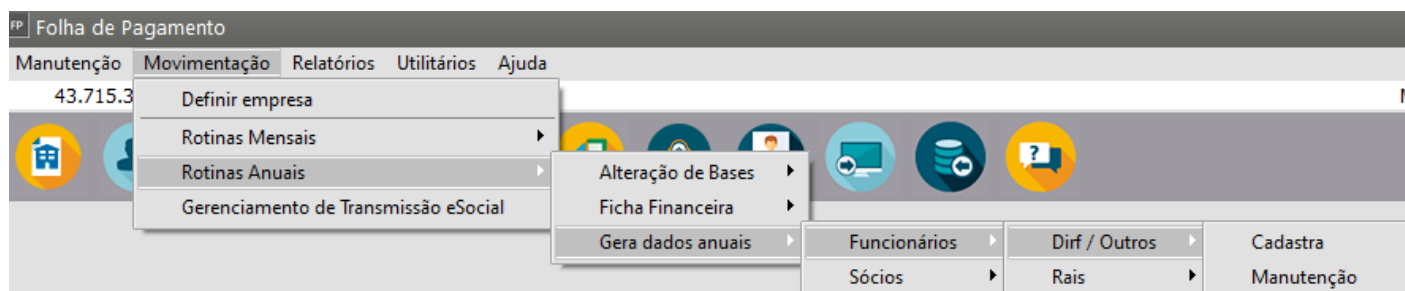 FP Folha de Pagamento
Manutenção Movimentação Relatórios Utilitários Ajuda
43.715.3
Definir empresa
Rotinas Mensais
Rotinas Anuais
Alteração de Bases
Gerenciamento de Transmissão eSocial
Ficha Financeira
Gera dados anuais
Funcionários
Dirf / Outros
Cadastra
Sócios
Rais
Manutenção